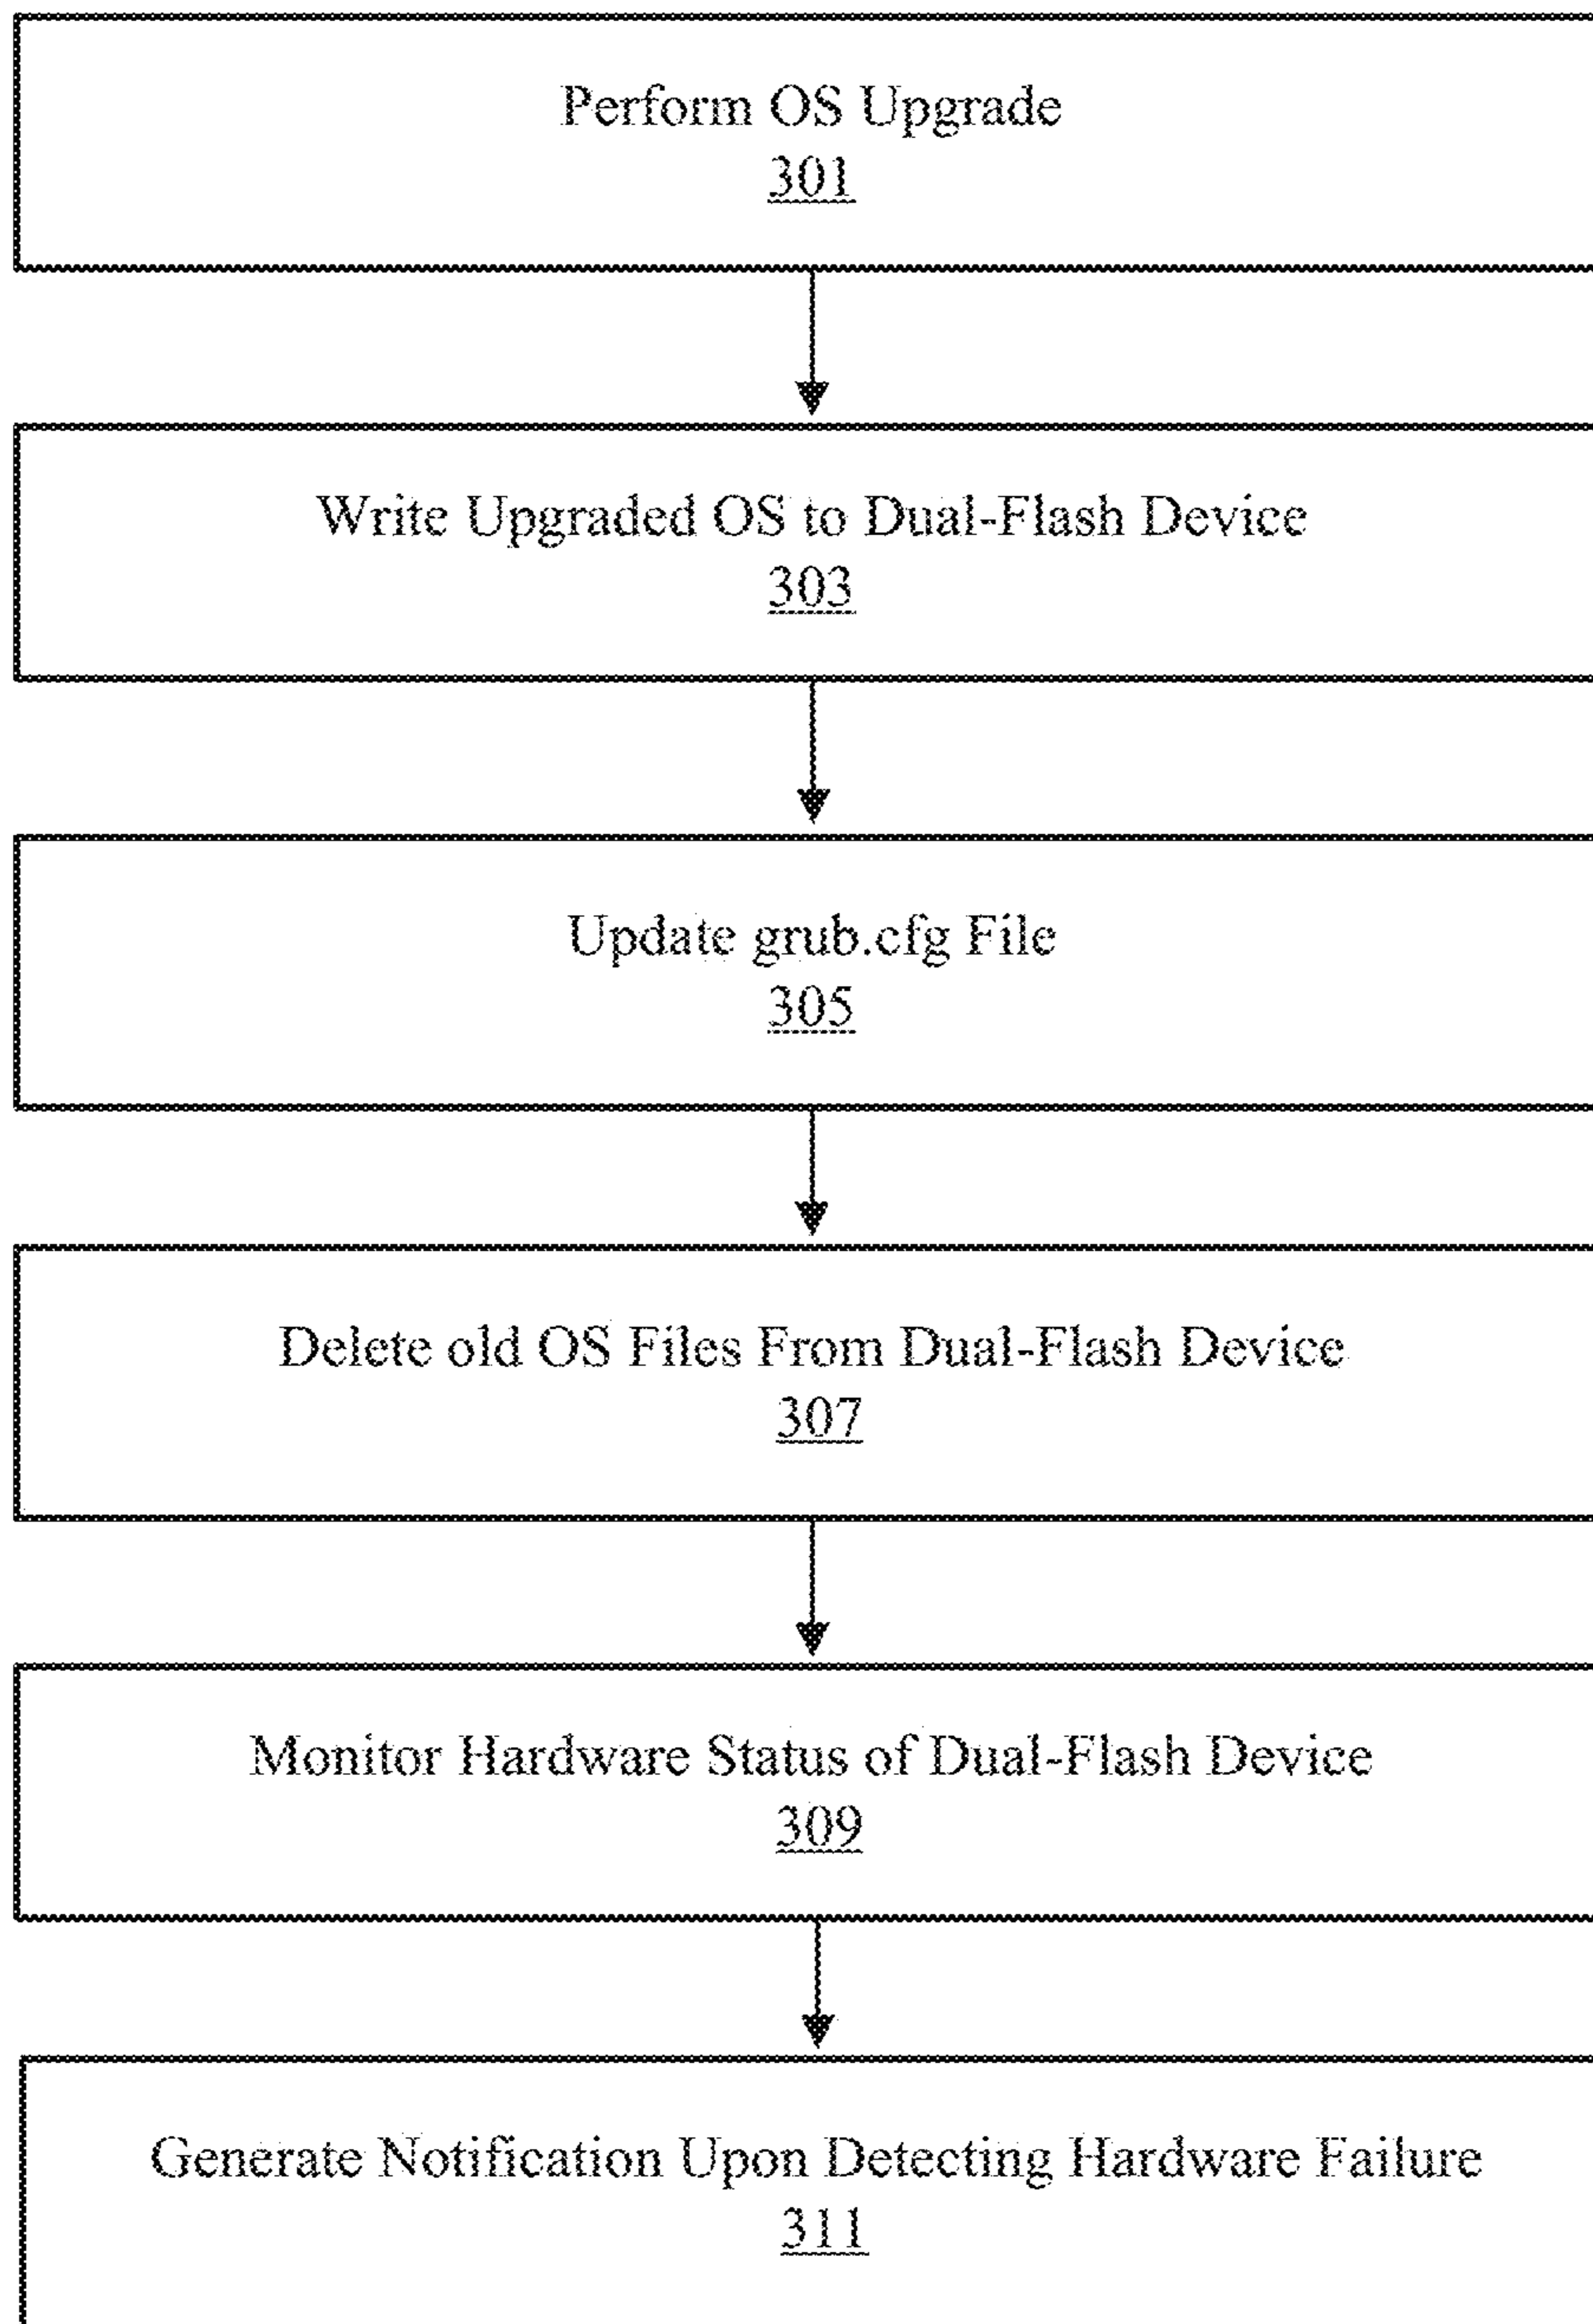 Perform OS Upgrade
301
Write Upgraded OS to Dual-Flash Device
303
Update grub.cfg File
305
Delete old OS Files From Dual-Flash Device
307
Monitor Hardware Status of Dual-Flash Device
309
Generate Notification Upon Detecting Hardware Failure
311